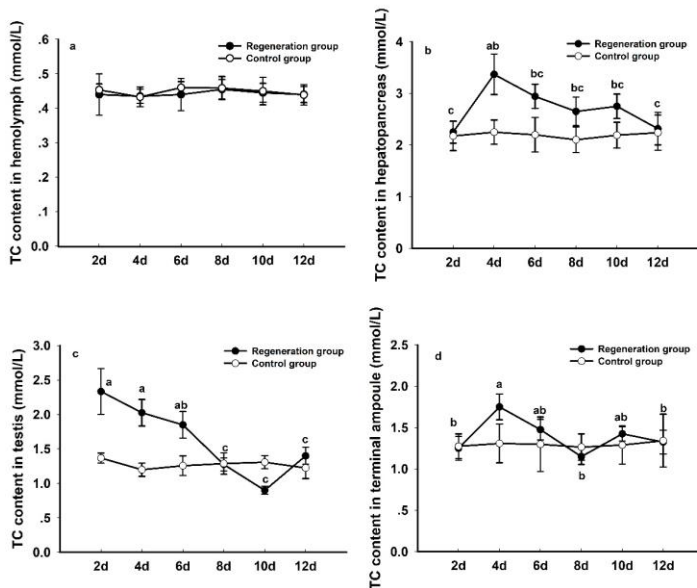 a
Regeneration group
Control group
TC content in hemolymph (mmol/L)
.6
.5
.4
.3
.2
.1
0.0
2d 4d 6d 8d 10d 12d
b
Regeneration group
Control group
TC content in hepatopancreas (mmol/L)
4
3
2
1
0
c ab bc bc bc c
2d 4d 6d 8d 10d 12d
c
Regeneration group
Control group
TC content in testis (mmol/L)
3.0
2.5
2.0
1.5
1.0
.5
0.0
a a ab c c c
2d 4d 6d 8d 10d 12d
d
Regeneration group
Control group
TC content in terminal ampoule (mmol/L)
2.5
2.0
1.5
1.0
.5
0.0
b a ab b ab b
2d 4d 6d 8d 10d 12d